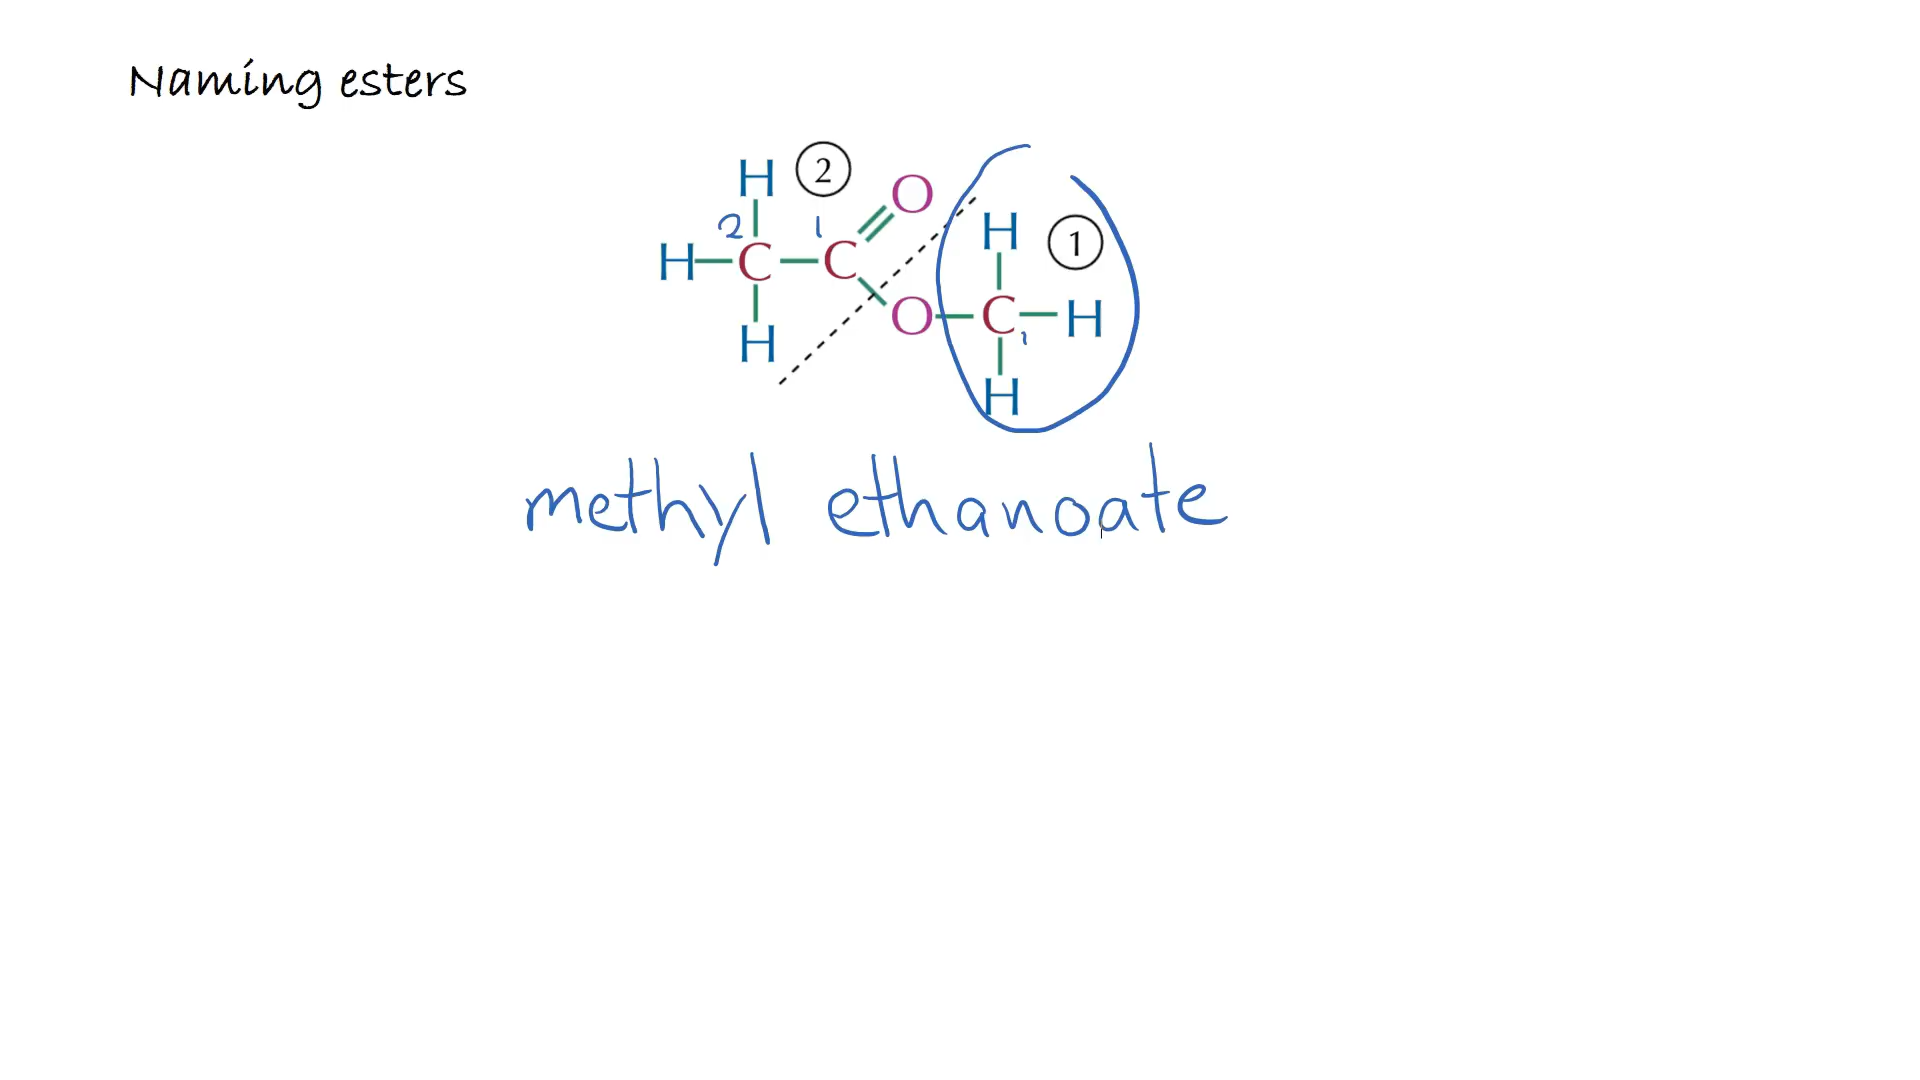 Naming esters
H 2 O
2 1 H 1
H C C
O C H
1
H
H
methyl ethanoate